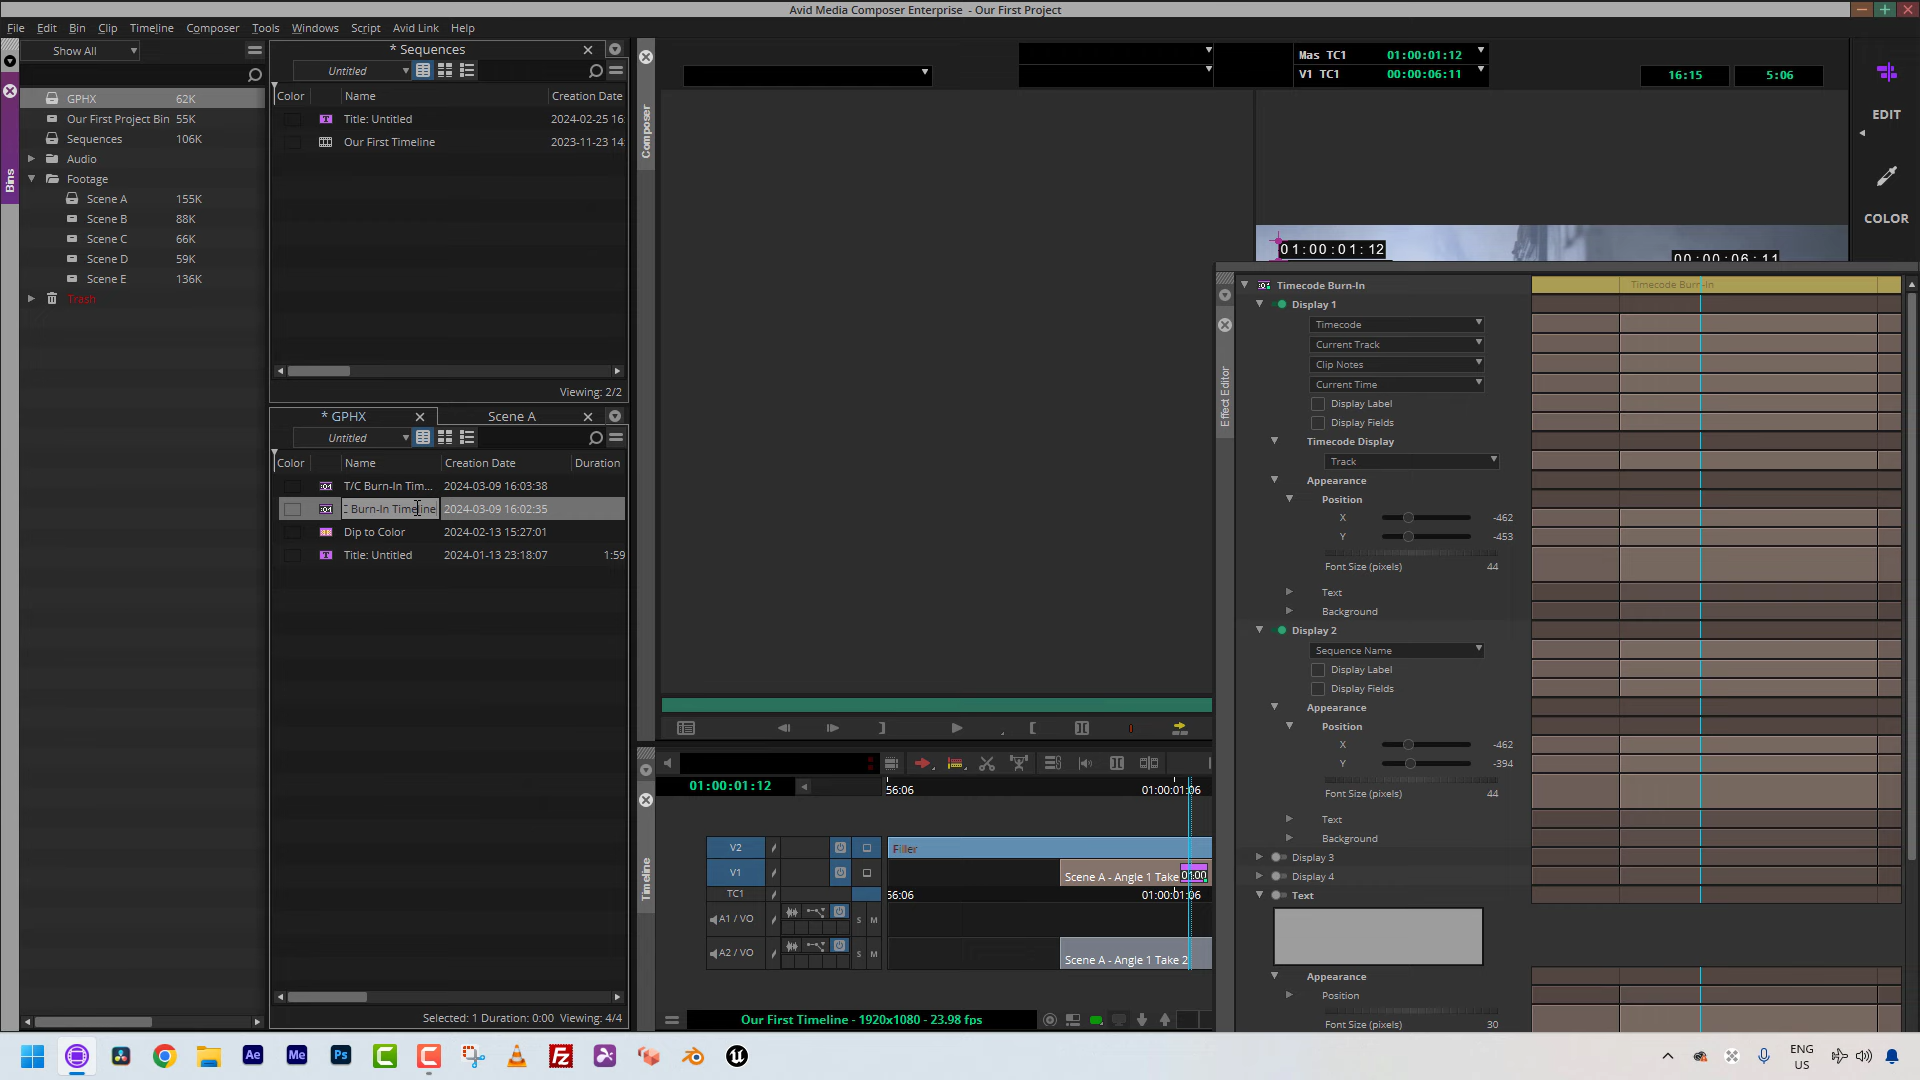 Avid Media Composer Enterprise - Our First Project
File Edit Bin Clip Timeline Composer Tools Windows Script Avid Link Help
Show All
Bins
GPHX 62K
Our First Project Bin 55K
Sequences 106K
Audio
Footage
Scene A 155K
Scene B 88K
Scene C 66K
Scene D 59K
Scene E 136K
Trash
* Sequences
Untitled
Color Name Creation Date
Title: Untitled 2024-02-25 16:
Our First Timeline 2023-11-23 14:
Viewing: 2/2
* GPHX Scene A
Untitled
Color Name Creation Date Duration
T/C Burn-In Tim... 2024-03-09 16:03:38
C Burn-In Timeline 2024-03-09 16:02:35
Dip to Color 2024-02-13 15:27:01
Title: Untitled 2024-01-13 23:18:07 1:59
Selected: 1 Duration: 0:00 Viewing: 4/4
Composer
Mas TC1 01:00:01:12
V1 TC1 00:00:06:11
16:15 5:06
EDIT
COLOR
01:00:01:12
00:00:06:11
Effect Editor
Timecode Burn-In
Timecode Burn-In
Display 1
Timecode
Current Track
Clip Notes
Current Time
Display Label
Display Fields
Timecode Display
Track
Appearance
Position
X -462
Y -453
Font Size (pixels) 44
Text
Background
Display 2
Sequence Name
Display Label
Display Fields
Appearance
Position
X -462
Y -394
Font Size (pixels) 44
Text
Background
Display 3
Display 4
Text
Appearance
Position
Font Size (pixels) 30
Timeline
01:00:01:12
56:06 01:00:01:06
V2 Filler
V1 Scene A - Angle 1 Take 01:00
TC1 56:06 01:00:01:06
A1 / VO S M
A2 / VO S M Scene A - Angle 1 Take 2
Our First Timeline - 1920x1080 - 23.98 fps
Ae Me Ps C C Fz
ENG
US